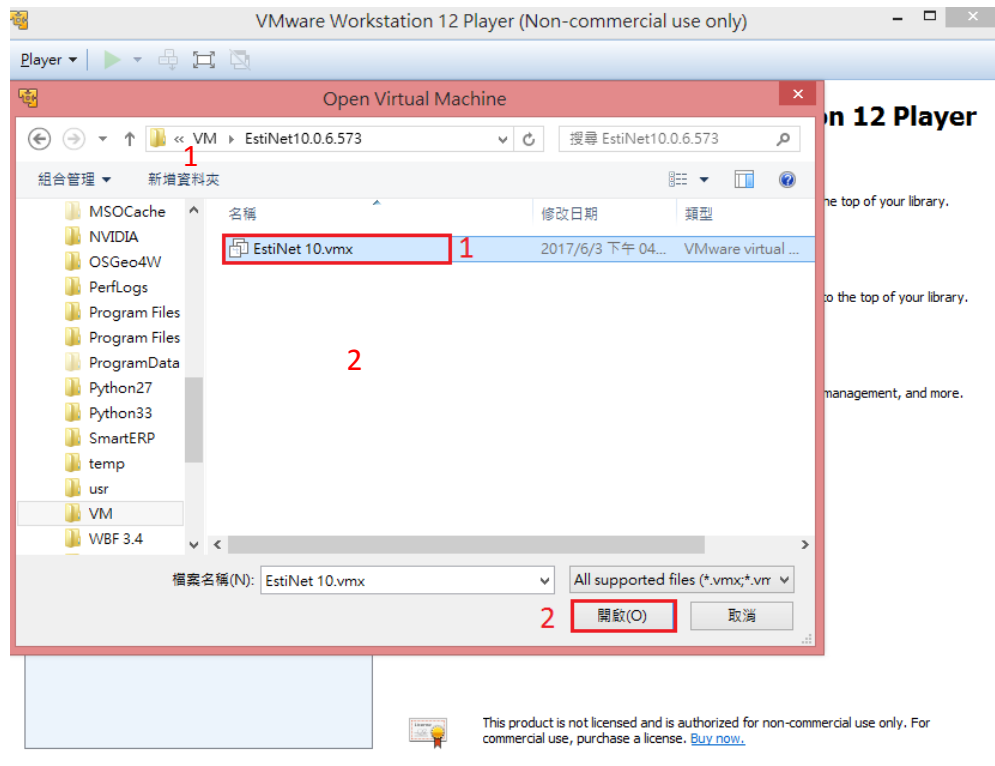 VMware Workstation 12 Player (Non-commercial use only)
Player
Open Virtual Machine
n 12 Player
« VM EstiNet10.0.6.573
搜尋 EstiNet10.0.6.573
1
組合管理 新增資料夾
MSOCache
NVIDIA
OSGeo4W
PerfLogs
Program Files
Program Files
ProgramData
Python27
Python33
SmartERP
temp
usr
VM
WBF 3.4
名稱 修改日期 類型
EstiNet 10.vmx 1 2017/6/3 下午 04... VMware virtual ...
2
he top of your library.
to the top of your library.
management, and more.
檔案名稱(N): EstiNet 10.vmx All supported files (*.vmx;*.vm
2 開啟(O) 取消
This product is not licensed and is authorized for non-commercial use only. For
commercial use, purchase a license. Buy now.